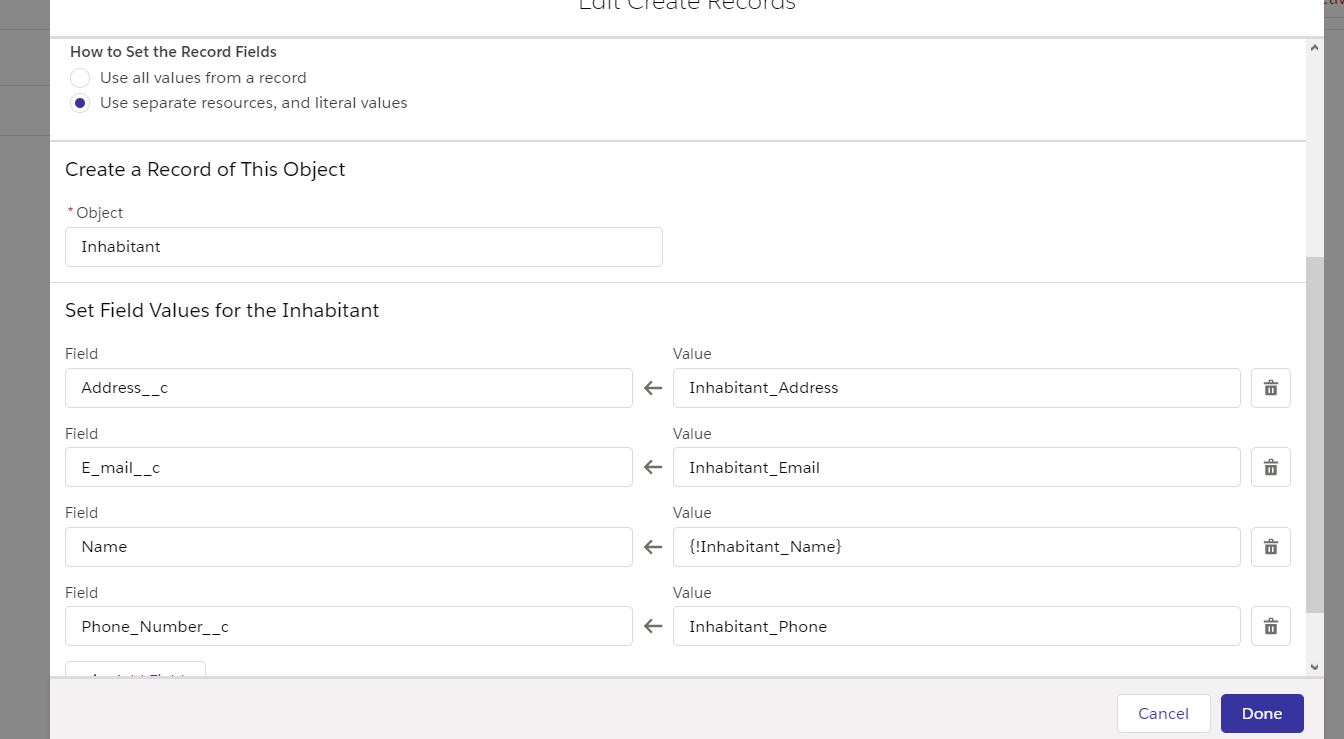 Edit Create Records
How to Set the Record Fields
Use all values from a record
Use separate resources, and literal values
Create a Record of This Object
* Object
Inhabitant
Set Field Values for the Inhabitant
Field Value
Address__c Inhabitant_Address
Field Value
E_mail__c Inhabitant_Email
Field Value
Name {!Inhabitant_Name}
Field Value
Phone_Number__c Inhabitant_Phone
Cancel Done